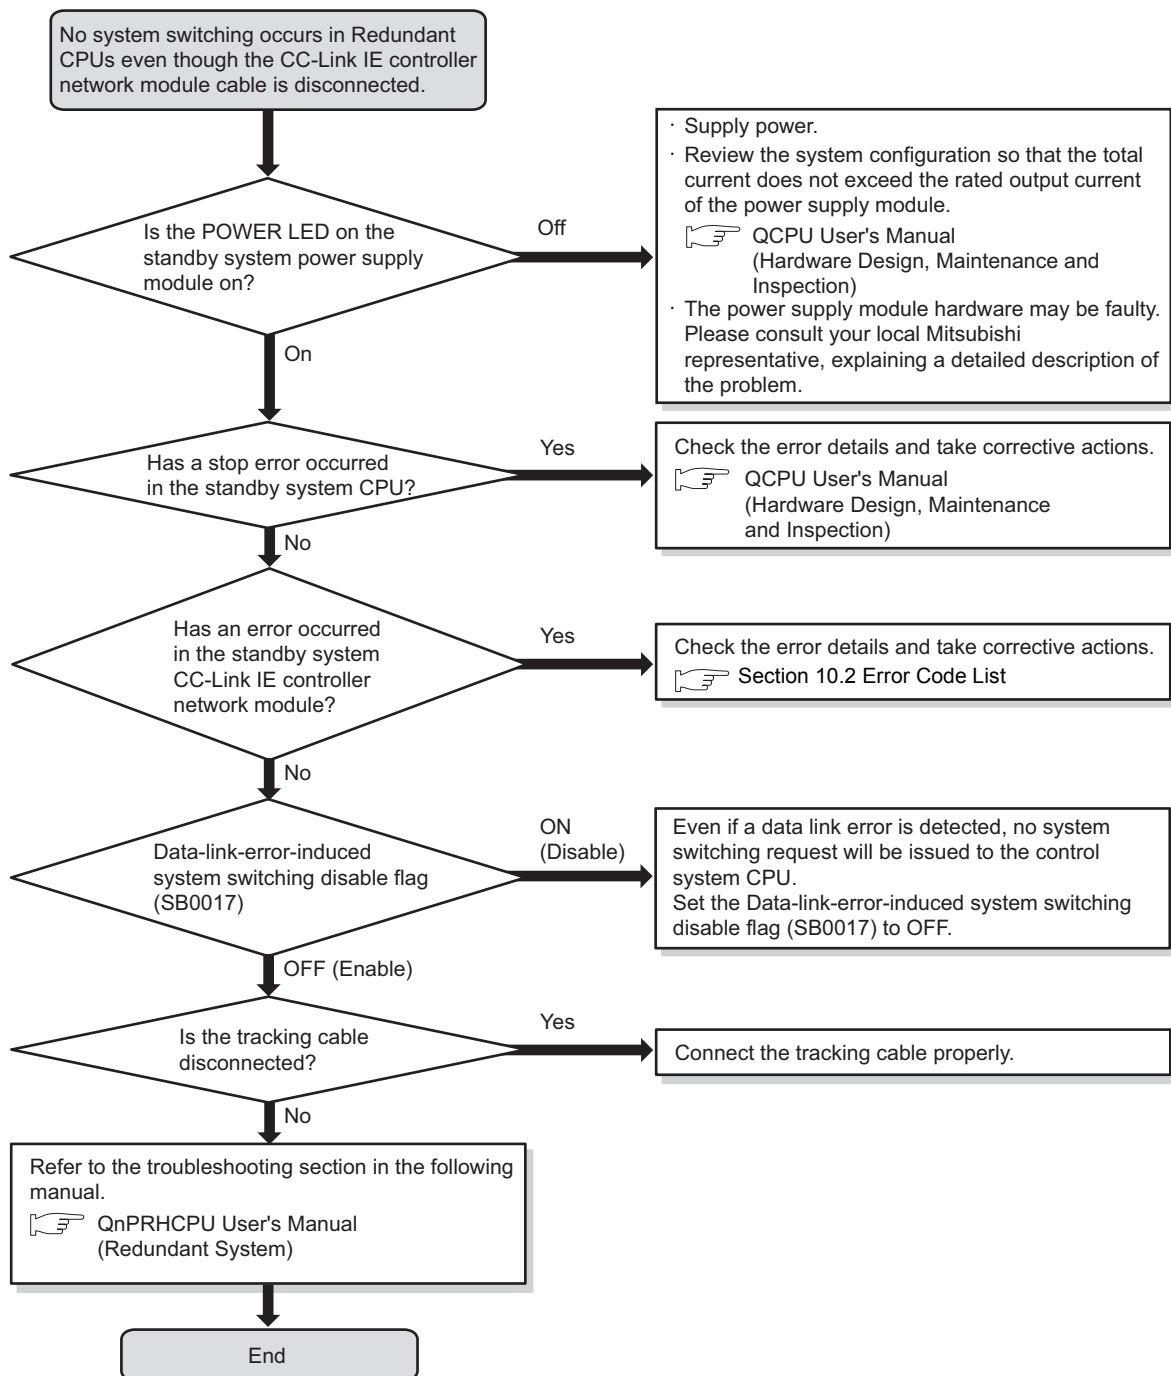 No system switching occurs in Redundant
CPUs even though the CC-Link IE controller
network module cable is disconnected.
Is the POWER LED on the
standby system power supply
module on?
Off
· Supply power.
· Review the system configuration so that the total
current does not exceed the rated output current
of the power supply module.
QCPU User's Manual
(Hardware Design, Maintenance and
Inspection)
· The power supply module hardware may be faulty.
Please consult your local Mitsubishi
representative, explaining a detailed description of
the problem.
On
Has a stop error occurred
in the standby system CPU?
Yes
Check the error details and take corrective actions.
QCPU User's Manual
(Hardware Design, Maintenance
and Inspection)
No
Has an error occurred
in the standby system
CC-Link IE controller
network module?
Yes
Check the error details and take corrective actions.
Section 10.2 Error Code List
No
Data-link-error-induced
system switching disable flag
(SB0017)
ON
(Disable)
Even if a data link error is detected, no system
switching request will be issued to the control
system CPU.
Set the Data-link-error-induced system switching
disable flag (SB0017) to OFF.
OFF (Enable)
Is the tracking cable
disconnected?
Yes
Connect the tracking cable properly.
No
Refer to the troubleshooting section in the following
manual.
QnPRHCPU User's Manual
(Redundant System)
End